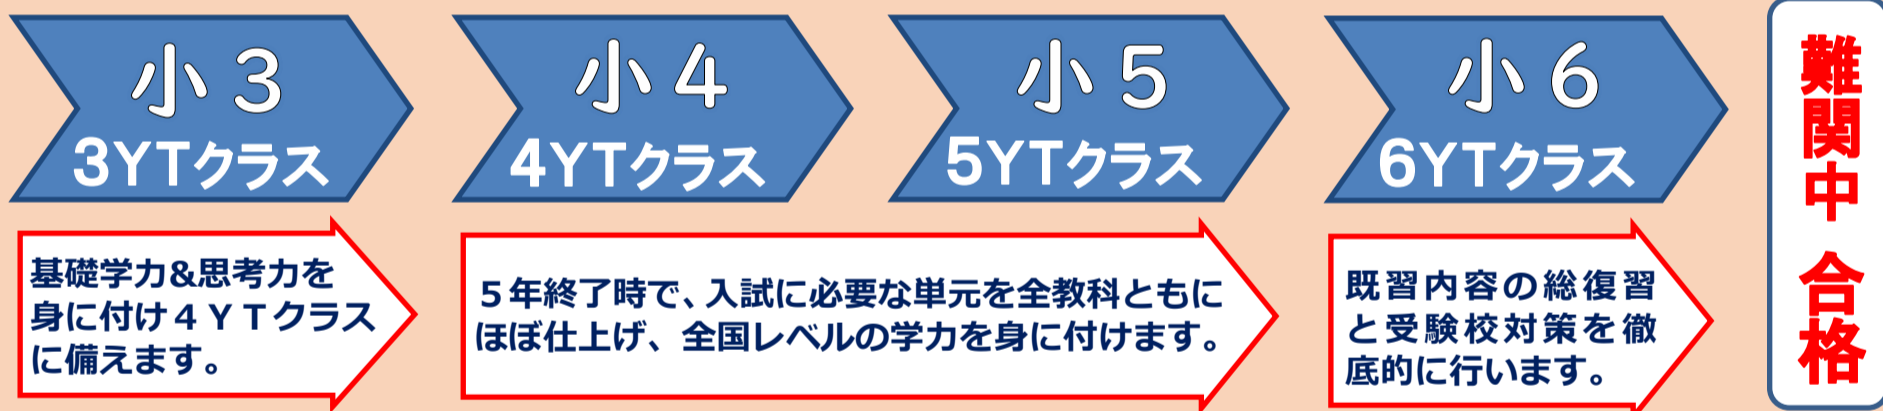 小３
3YTクラス
小４
4YTクラス
小５
5YTクラス
小６
6YTクラス
基礎学力&思考力を
身に付け４ＹＴクラス
に備えます。
５年終了時で、入試に必要な単元を全教科ともに
ほぼ仕上げ、全国レベルの学力を身に付けます。
既習内容の総復習
と受験校対策を徹
底的に行います。
難関中 合格